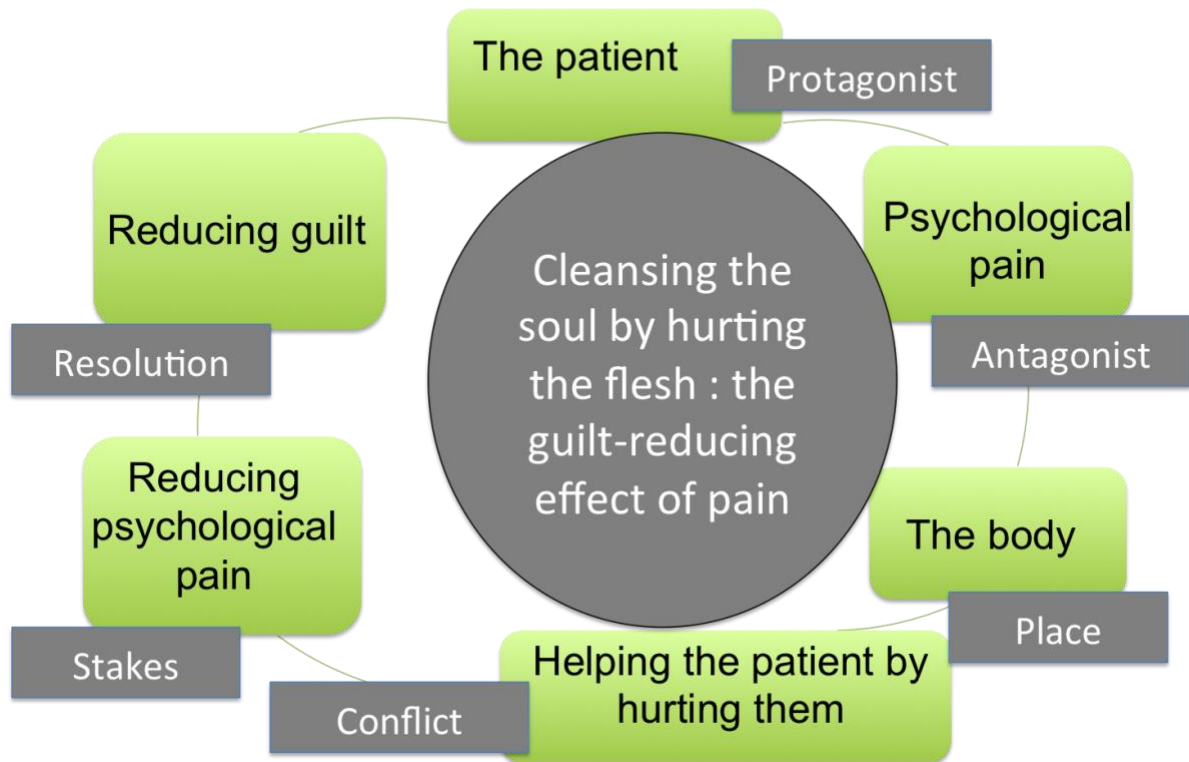 The patient
Protagonist
Psychological
pain
Antagonist
The body
Place
Helping the patient by
hurting them
Conflict
Reducing
psychological
pain
Stakes
Reducing guilt
Resolution
Cleansing the
soul by hurting
the flesh : the
guilt-reducing
effect of pain